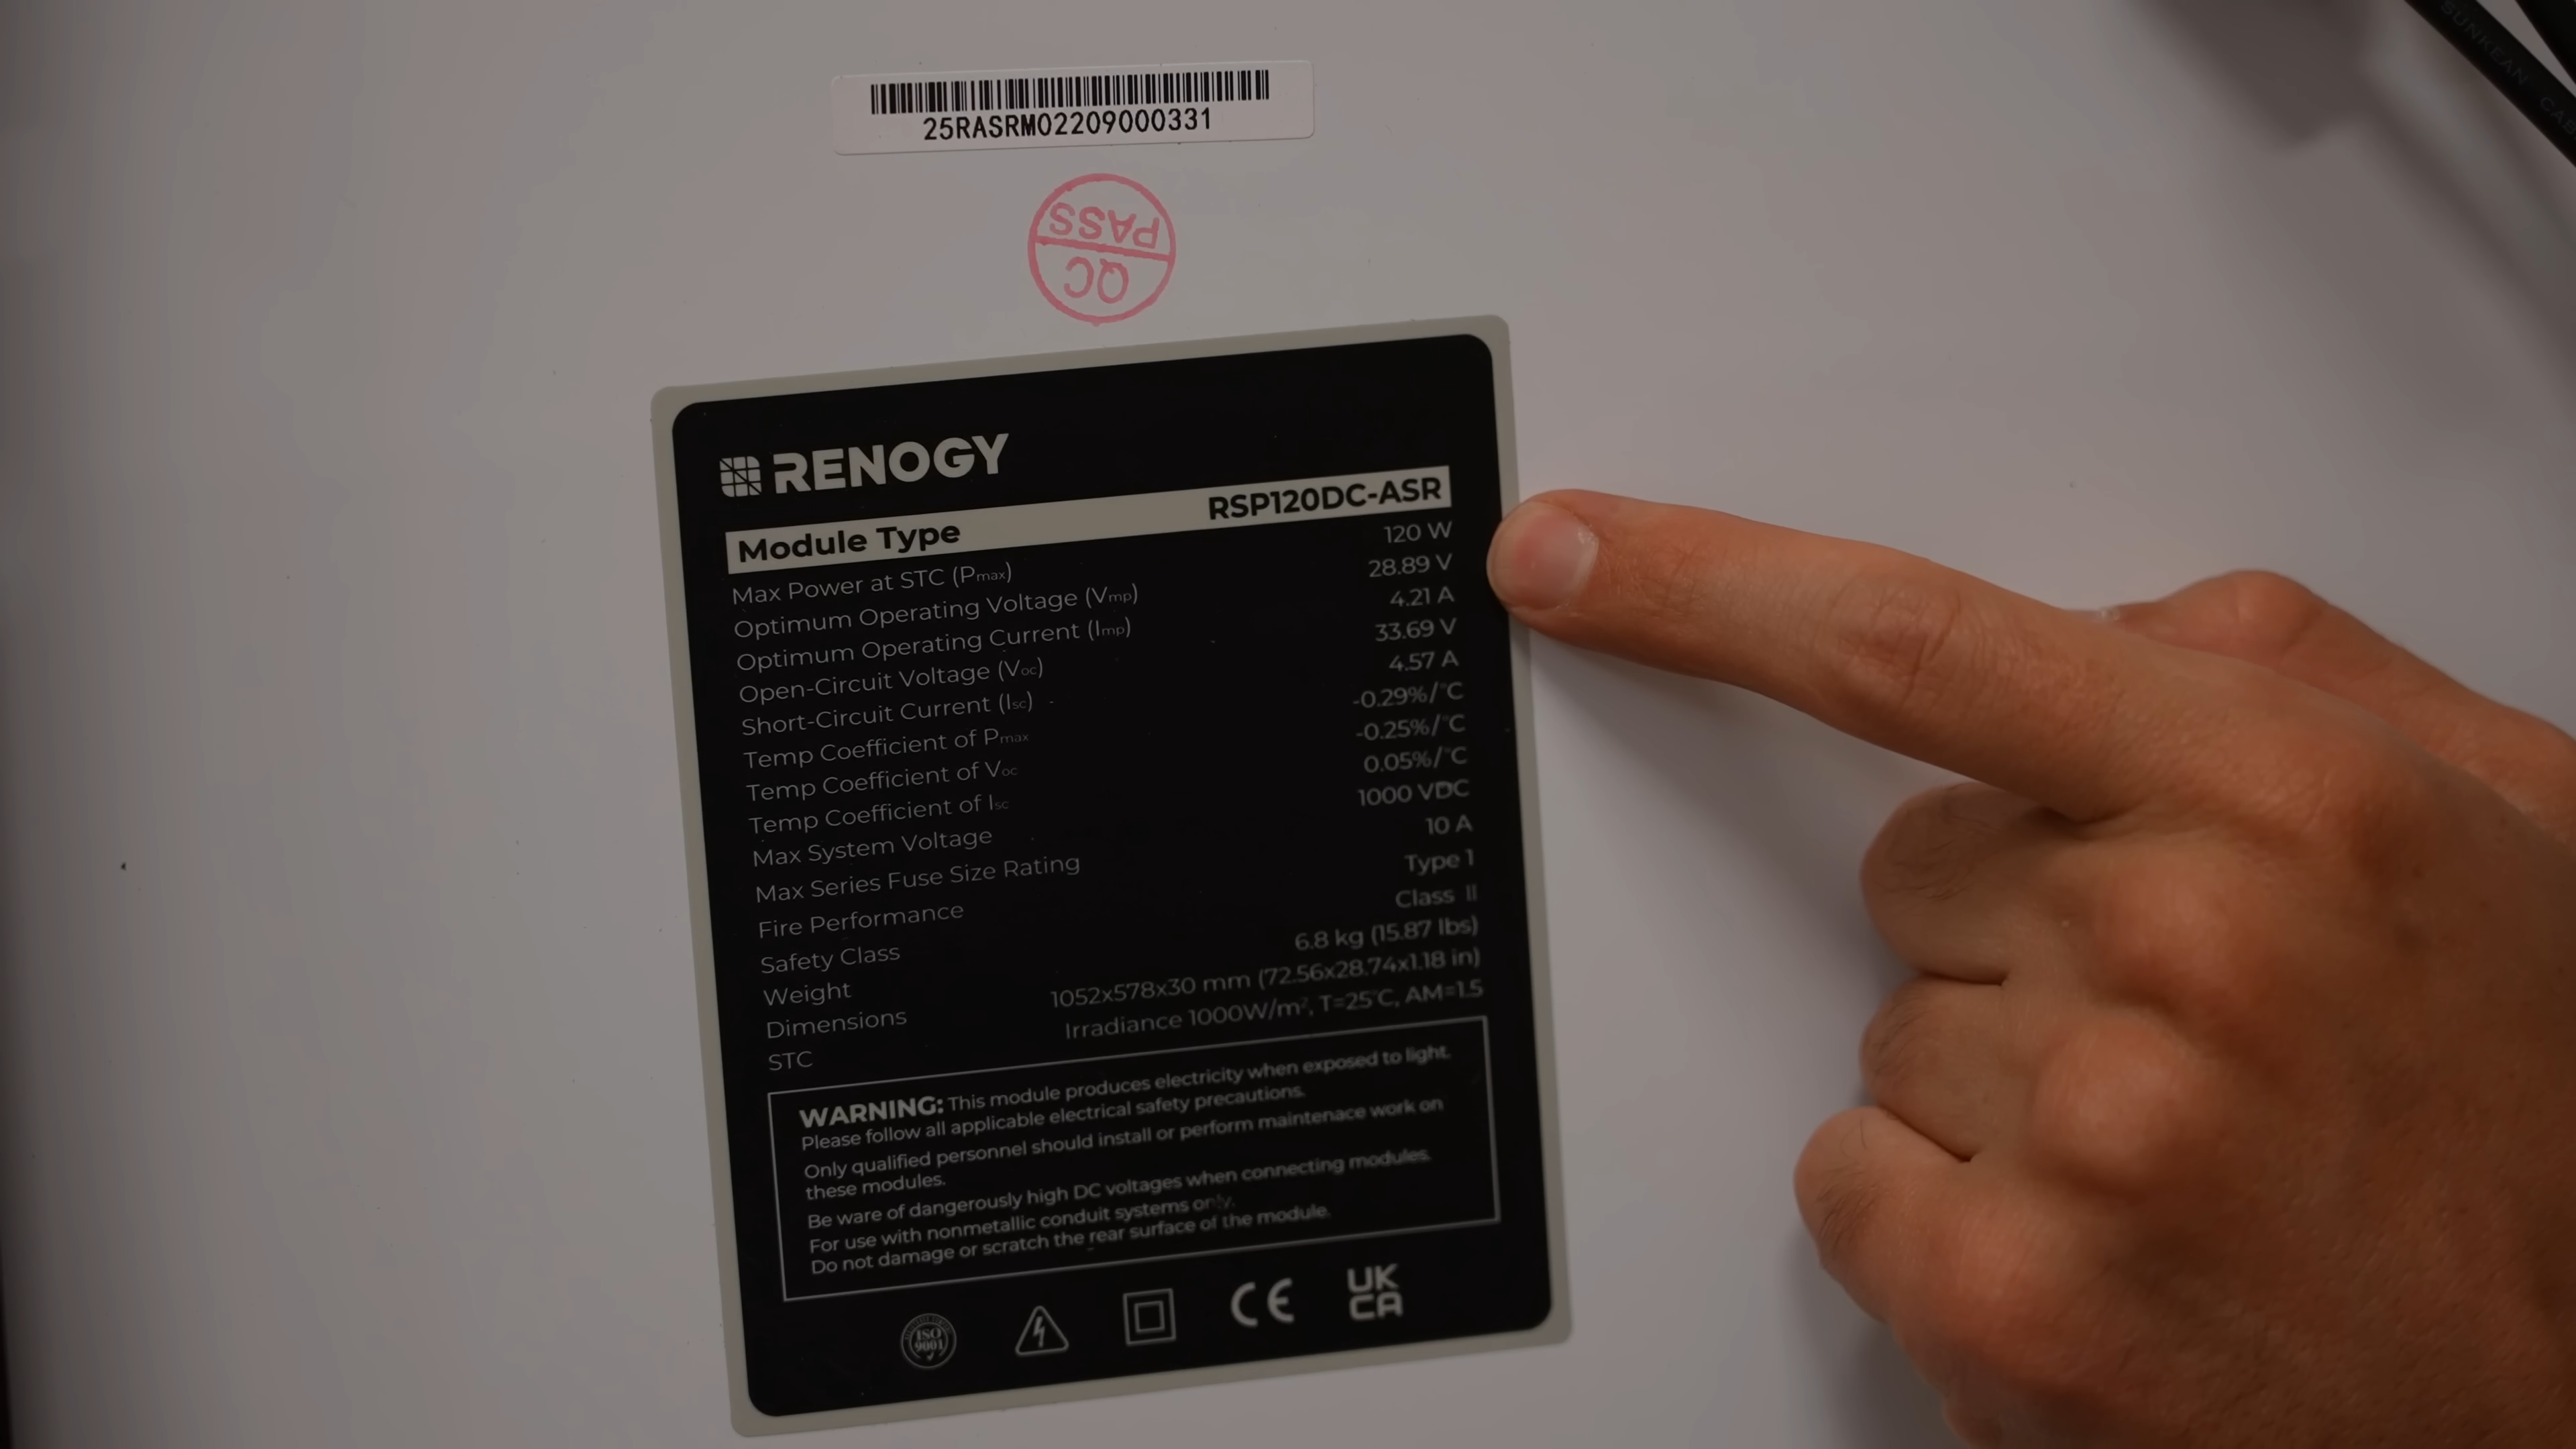 SUNKEAN
25RASRM02209000331
QC
PASS
RENOGY
Module Type RSP120DC-ASR
Max Power at STC (Pmax) 120 W
Optimum Operating Voltage (Vmp) 28.89 V
Optimum Operating Current (Imp) 4.21 A
Open-Circuit Voltage (Voc) 33.69 V
Short-Circuit Current (Isc) 4.57 A
Temp Coefficient of Pmax -0.29%/°C
Temp Coefficient of Voc -0.25%/°C
Temp Coefficient of Isc 0.05%/°C
Max System Voltage 1000 VDC
Max Series Fuse Size Rating 10 A
Fire Performance Type 1
Safety Class Class II
Weight 6.8 kg (15.87 lbs)
Dimensions 1052x578x30 mm (72.56x28.74x1.18 in)
STC Irradiance 1000W/m², T=25°C, AM=1.5
WARNING: This module produces electricity when exposed to light.
Please follow all applicable electrical safety precautions.
Only qualified personnel should install or perform maintenace work on
these modules.
Be ware of dangerously high DC voltages when connecting modules.
For use with nonmetallic conduit systems only.
Do not damage or scratch the rear surface of the module.
ISO
9001
CE
UK
CA